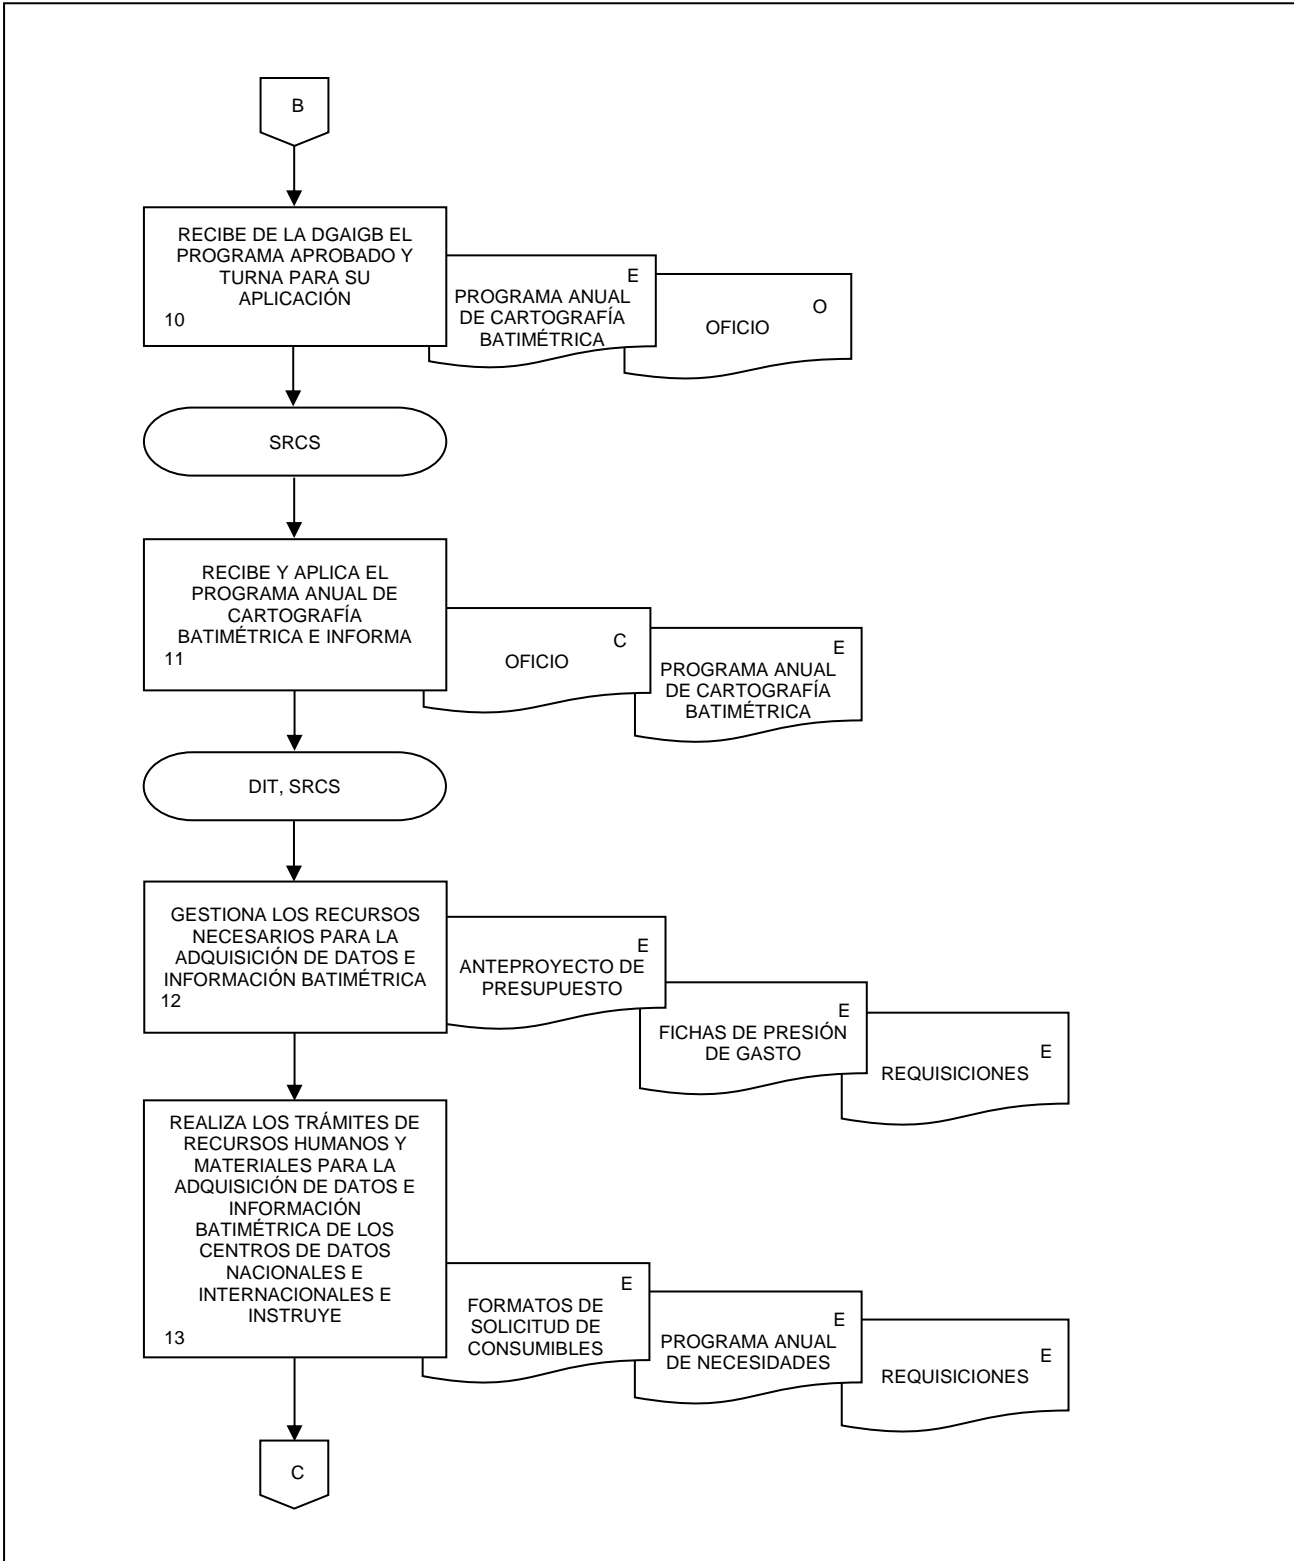 B
RECIBE DE LA DGAIGB EL
PROGRAMA APROBADO Y
TURNA PARA SU
APLICACIÓN
10
E
PROGRAMA ANUAL
DE CARTOGRAFÍA
BATIMÉTRICA
O
OFICIO
SRCS
RECIBE Y APLICA EL
PROGRAMA ANUAL DE
CARTOGRAFÍA
BATIMÉTRICA E INFORMA
11
C
OFICIO
E
PROGRAMA ANUAL
DE CARTOGRAFÍA
BATIMÉTRICA
DIT, SRCS
GESTIONA LOS RECURSOS
NECESARIOS PARA LA
ADQUISICIÓN DE DATOS E
INFORMACIÓN BATIMÉTRICA
12
E
ANTEPROYECTO DE
PRESUPUESTO
E
FICHAS DE PRESIÓN
DE GASTO
E
REQUISICIONES
REALIZA LOS TRÁMITES DE
RECURSOS HUMANOS Y
MATERIALES PARA LA
ADQUISICIÓN DE DATOS E
INFORMACIÓN
BATIMÉTRICA DE LOS
CENTROS DE DATOS
NACIONALES E
INTERNACIONALES E
INSTRUYE
13
E
FORMATOS DE
SOLICITUD DE
CONSUMIBLES
E
PROGRAMA ANUAL
DE NECESIDADES
E
REQUISICIONES
C